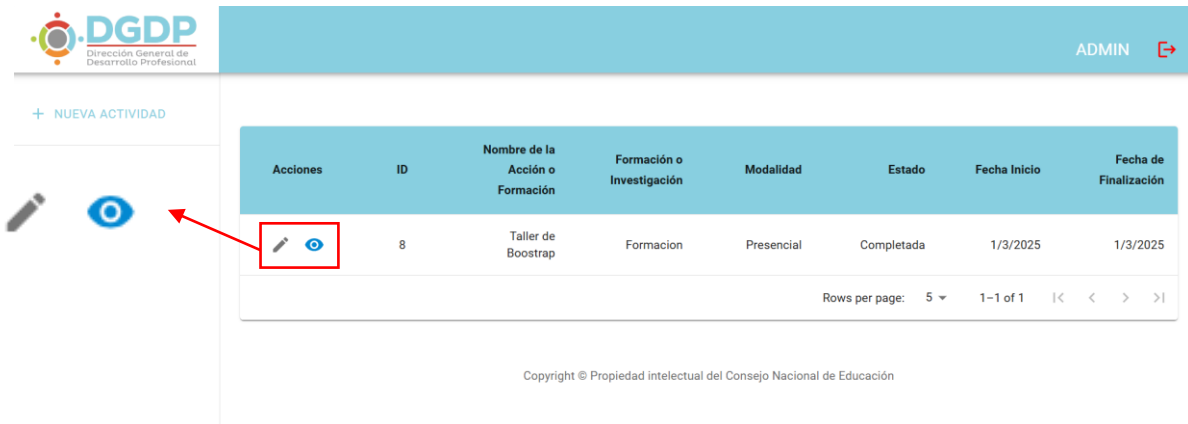 DGDP
Dirección General de
Desarrollo Profesional
ADMIN
+ NUEVA ACTIVIDAD
Acciones
ID
Nombre de la
Acción o
Formación
Formación o
Investigación
Modalidad
Estado
Fecha Inicio
Fecha de
Finalización
8
Taller de
Boostrap
Formacion
Presencial
Completada
1/3/2025
1/3/2025
Rows per page: 5
1–1 of 1
Copyright © Propiedad intelectual del Consejo Nacional de Educación